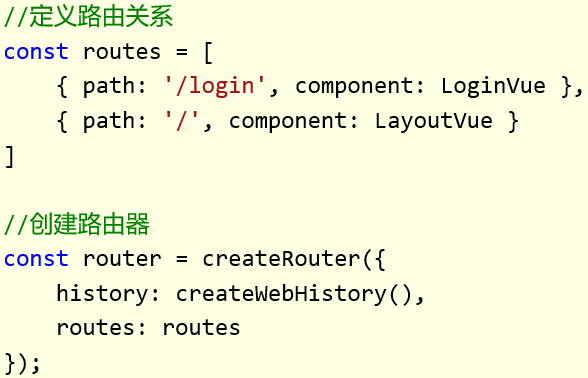 //定义路由关系
const routes = [
    { path: '/login', component: LoginVue },
    { path: '/', component: LayoutVue }
]

//创建路由器
const router = createRouter({
    history: createWebHistory(),
    routes: routes
});